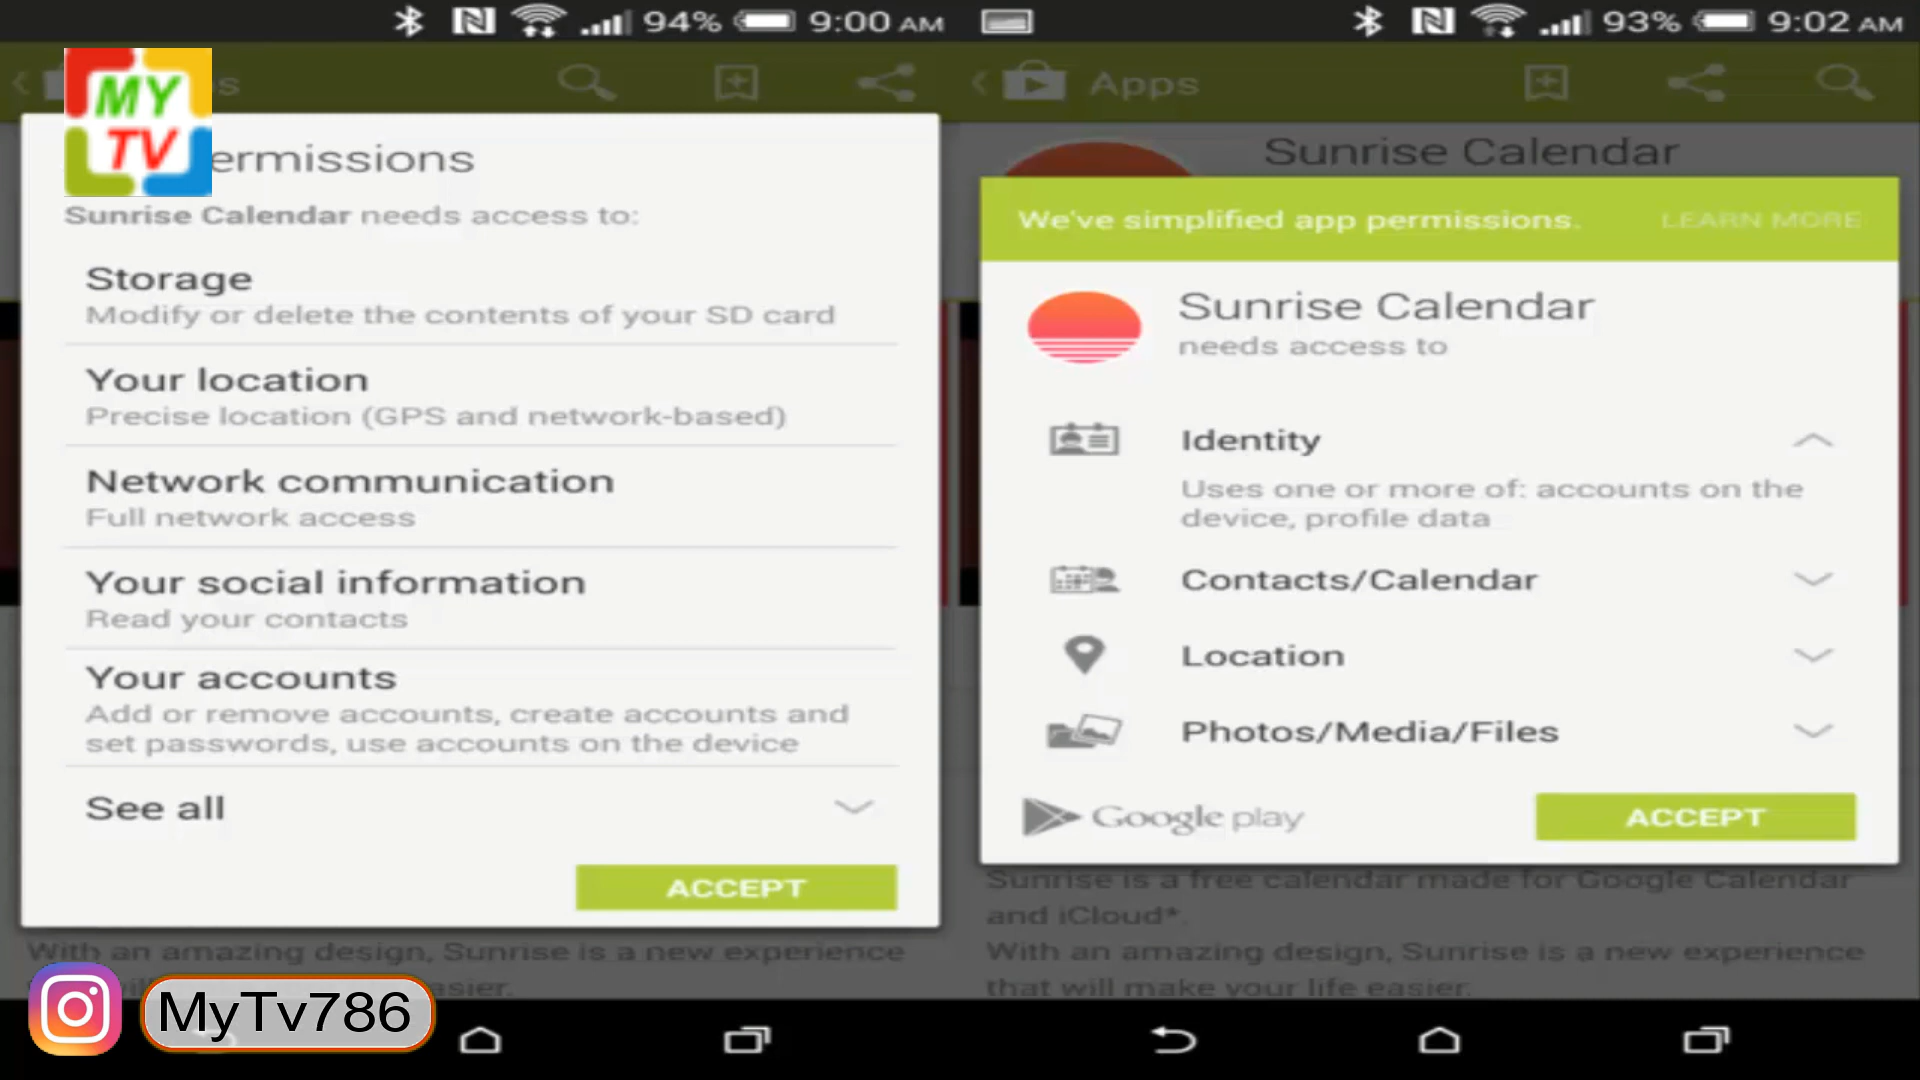 94% 9:00 AM
MY
TV
ermissions
Sunrise Calendar needs access to:
Storage
Modify or delete the contents of your SD card
Your location
Precise location (GPS and network-based)
Network communication
Full network access
Your social information
Read your contacts
Your accounts
Add or remove accounts, create accounts and
set passwords, use accounts on the device
See all
ACCEPT
With an amazing design, Sunrise is a new experience
asier.
MyTv786
93% 9:02 AM
Apps
Sunrise Calendar
We've simplified app permissions. LEARN MORE
Sunrise Calendar
needs access to
Identity
Uses one or more of: accounts on the
device, profile data
Contacts/Calendar
Location
Photos/Media/Files
Google play
ACCEPT
Sunrise is a free calendar made for Google Calendar
and iCloud*.
With an amazing design, Sunrise is a new experience
that will make your life easier.